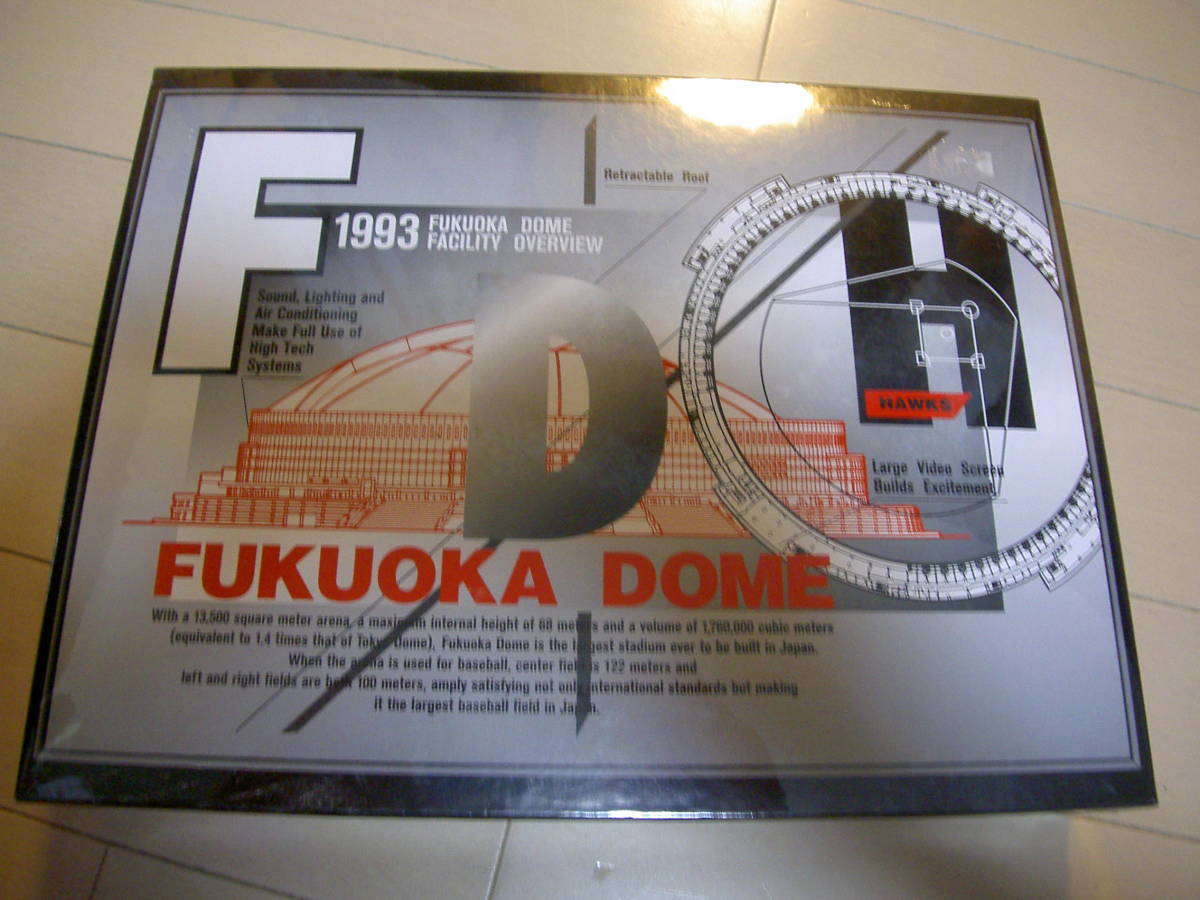 F
1993 FUKUOKA DOME
FACILITY OVERVIEW
Retractable Roof
Sound, Lighting and
Air Conditioning
Make Full Use of
High Tech
Systems
D
H
HAWKS
Large Video Screen
Builds Excitement
FUKUOKA DOME
With a 13,500 square meter arena, a maximum internal height of 68 meters and a volume of 1,760,000 cubic meters
(equivalent to 1.4 times that of Tokyo Dome), Fukuoka Dome is the largest stadium ever to be built in Japan.
When the arena is used for baseball, center field is 122 meters and
left and right fields are both 100 meters, amply satisfying not only international standards but making
it the largest baseball field in Japan.